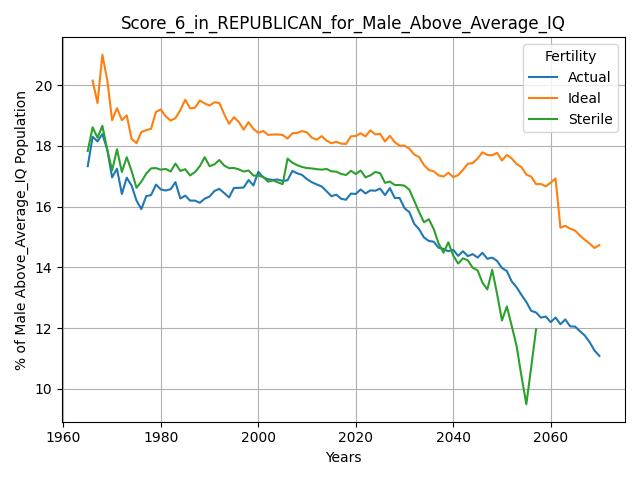 Score_6_in_REPUBLICAN_for_Male_Above_Average_IQ
Fertility
Actual
Ideal
Sterile
% of Male Above_Average_IQ Population
20
18
16
14
12
10
1960
1980
2000
2020
2040
2060
Years